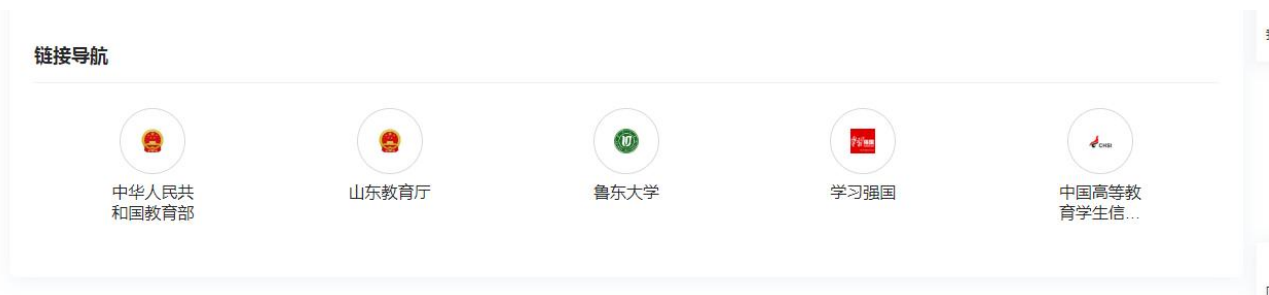 链接导航
中华人民共
和国教育部
山东教育厅
鲁东大学
学习强国
中国高等教
育学生信...
CHSI